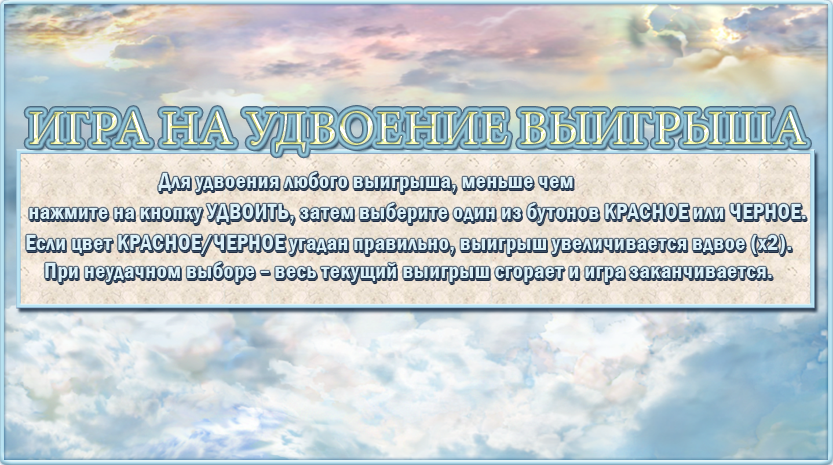 ИГРА НА УДВОЕНИЕ ВЫИГРЫША
Для удвоения любого выигрыша, меньше чем
нажмите на кнопку УДВОИТЬ, затем выберите один из бутонов КРАСНОЕ или ЧЕРНОЕ.
Если цвет КРАСНОЕ/ЧЕРНОЕ угадан правильно, выигрыш увеличивается вдвое (x2).
При неудачном выборе – весь текущий выигрыш сгорает и игра заканчивается.